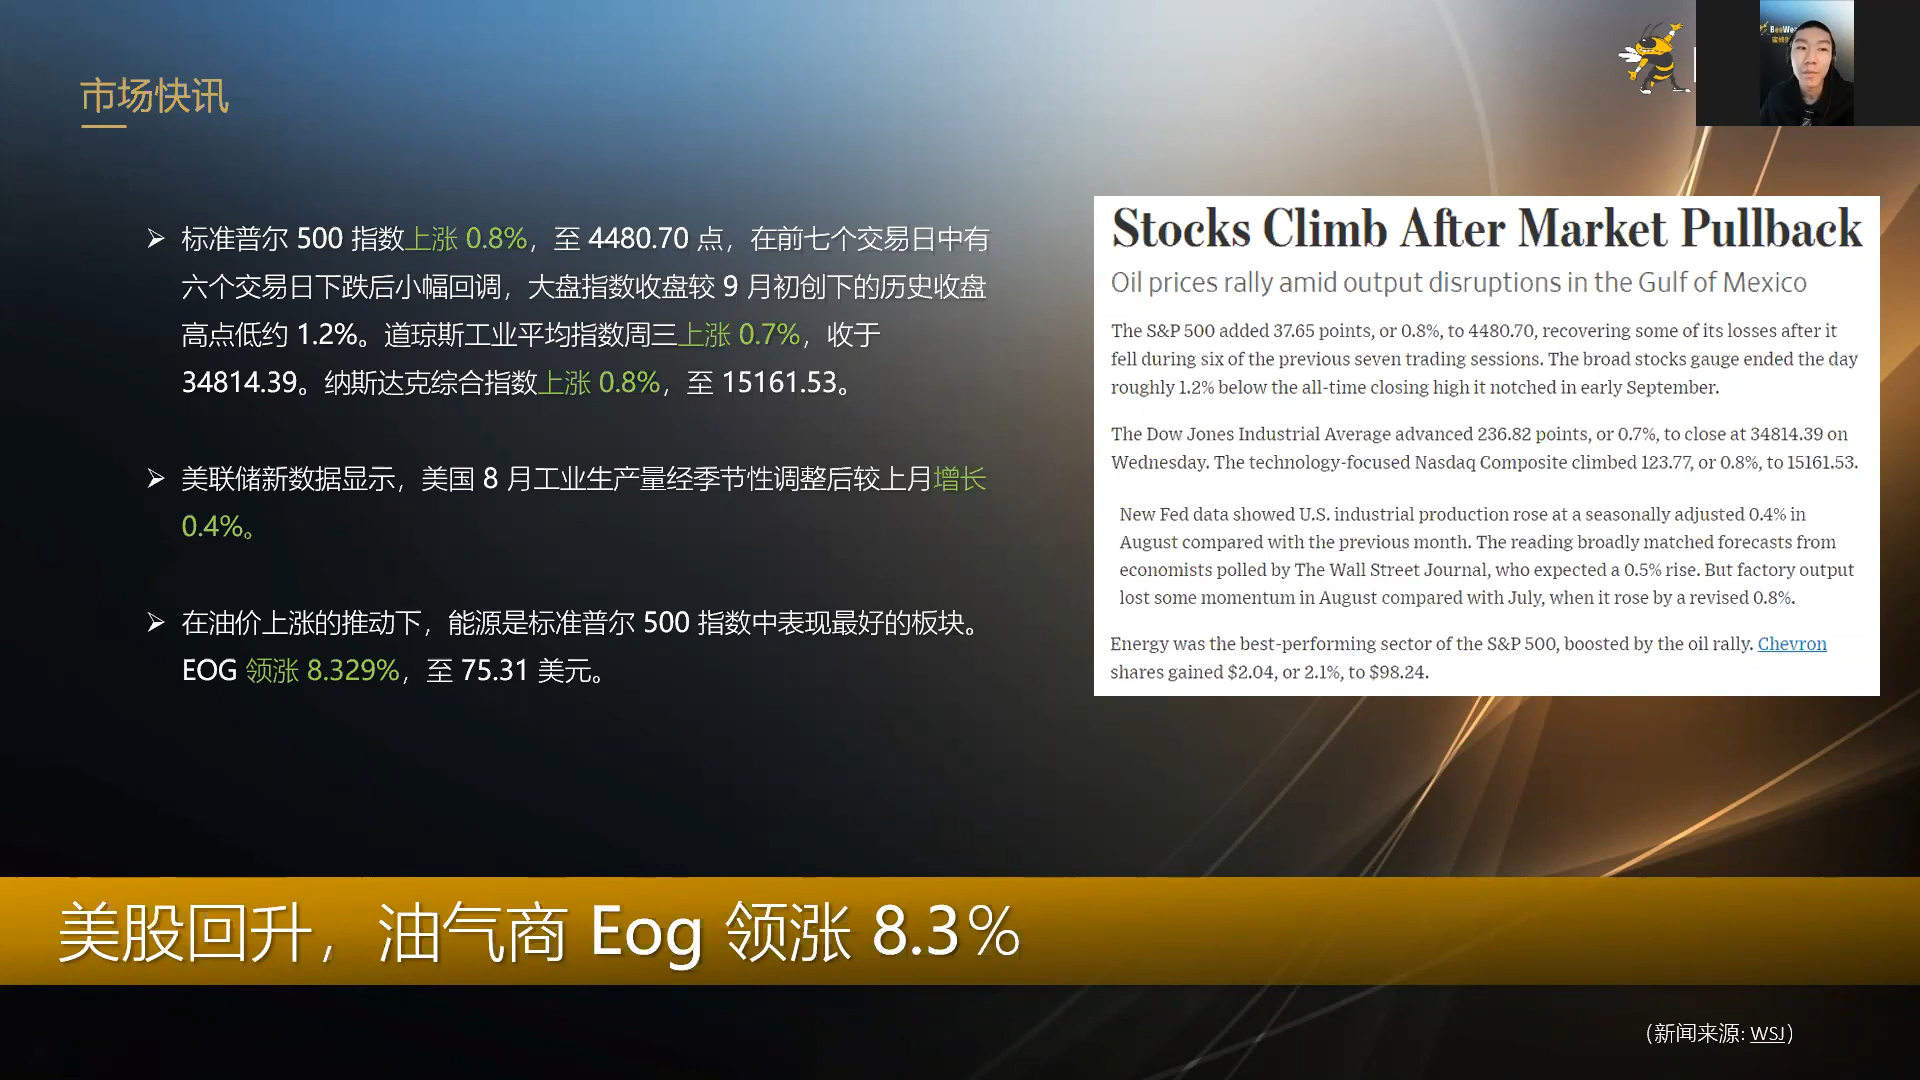 市场快讯
BeeWe
标准普尔 500 指数上涨 0.8%，至 4480.70 点，在前七个交易日中有
六个交易日下跌后小幅回调，大盘指数收盘较 9 月初创下的历史收盘
高点低约 1.2%。道琼斯工业平均指数周三上涨 0.7%，收于
34814.39。纳斯达克综合指数上涨 0.8%，至 15161.53。
美联储新数据显示，美国 8 月工业生产量经季节性调整后较上月增长
0.4%。
在油价上涨的推动下，能源是标准普尔 500 指数中表现最好的板块。
EOG 领涨 8.329%，至 75.31 美元。
Stocks Climb After Market Pullback
Oil prices rally amid output disruptions in the Gulf of Mexico
The S&P 500 added 37.65 points, or 0.8%, to 4480.70, recovering some of its losses after it
fell during six of the previous seven trading sessions. The broad stocks gauge ended the day
roughly 1.2% below the all-time closing high it notched in early September.
The Dow Jones Industrial Average advanced 236.82 points, or 0.7%, to close at 34814.39 on
Wednesday. The technology-focused Nasdaq Composite climbed 123.77, or 0.8%, to 15161.53.
New Fed data showed U.S. industrial production rose at a seasonally adjusted 0.4% in
August compared with the previous month. The reading broadly matched forecasts from
economists polled by The Wall Street Journal, who expected a 0.5% rise. But factory output
lost some momentum in August compared with July, when it rose by a revised 0.8%.
Energy was the best-performing sector of the S&P 500, boosted by the oil rally. Chevron
shares gained $2.04, or 2.1%, to $98.24.
美股回升，油气商 Eog 领涨 8.3%
（新闻来源: WSJ）